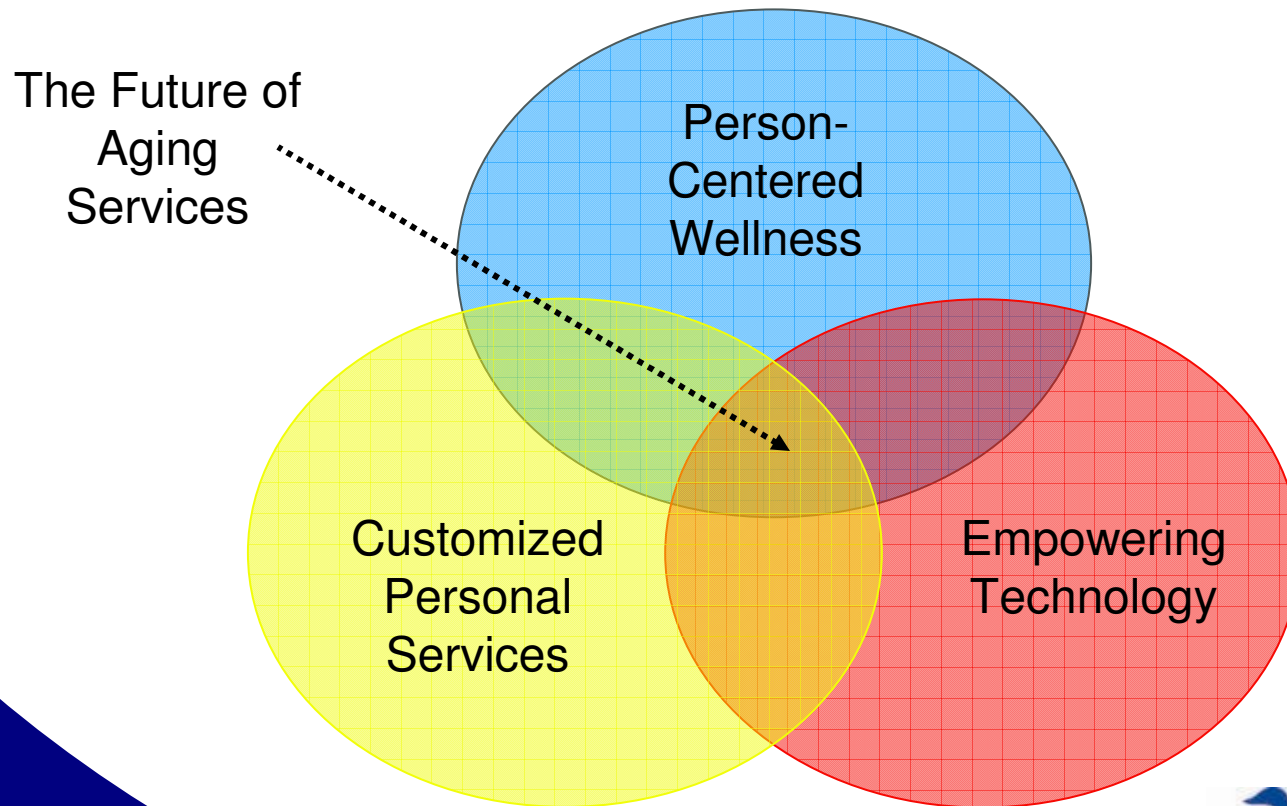 The Future of
Aging
Services
Person-
Centered
Wellness
Customized
Personal
Services
Empowering
Technology